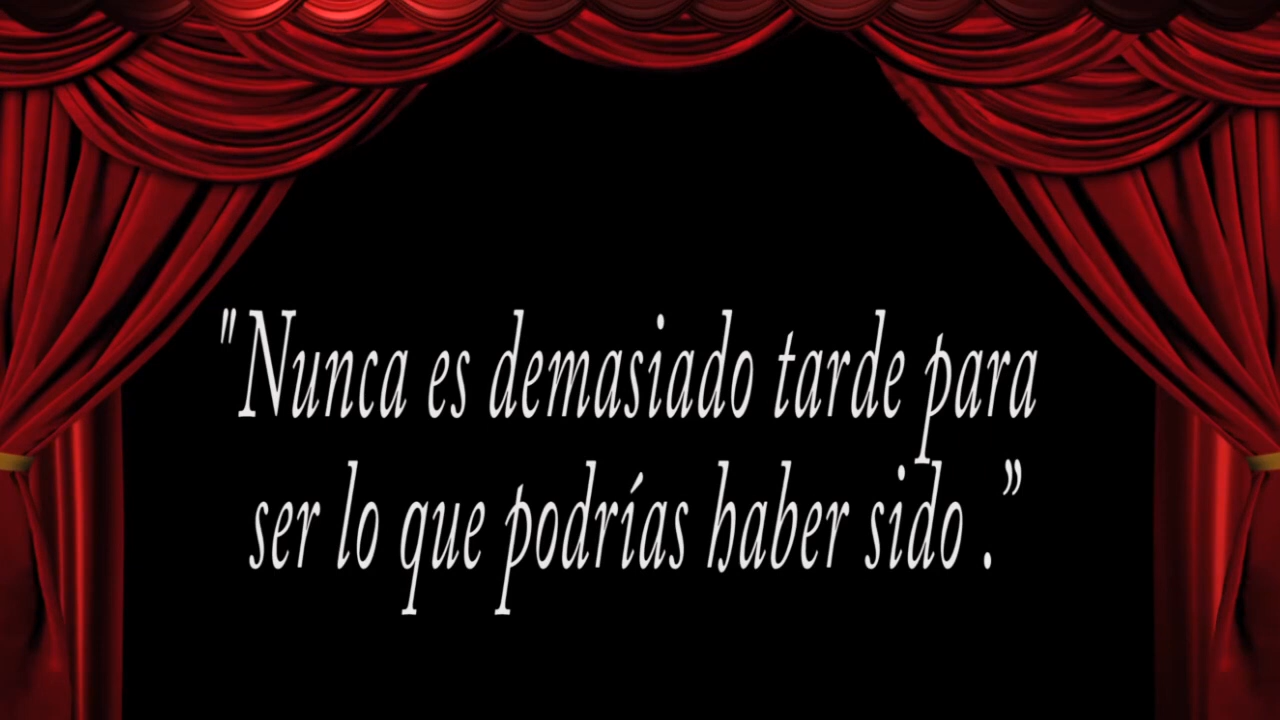 "Nunca es demasiado tarde para
ser lo que podrías haber sido .”